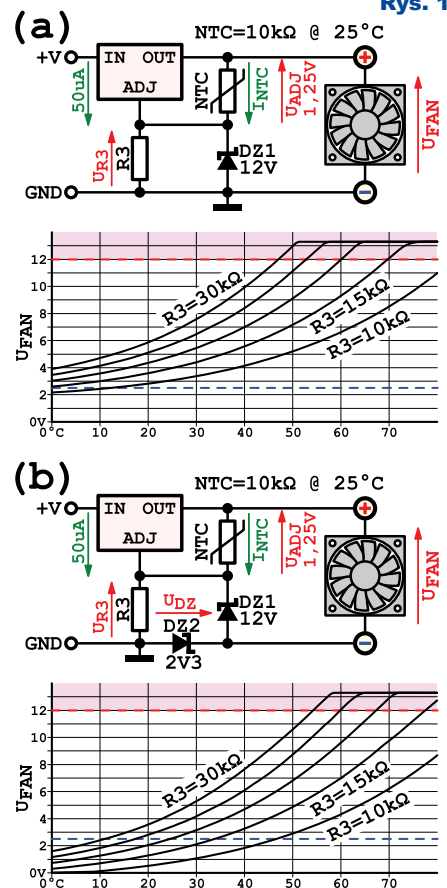 Rys. 1
(a)
NTC=10kΩ @ 25°C
+V
IN OUT
ADJ
50uA
NTC
INTC
UADJ
1,25V
+
UFAN
UR3
R3
DZ1
12V
GND
−
12
10
8
6
4
2
0V
UFAN
R3=30kΩ
R3=15kΩ
R3=10kΩ
0°C 10 20 30 40 50 60 70
(b)
NTC=10kΩ @ 25°C
+V
IN OUT
ADJ
50uA
NTC
INTC
UADJ
1,25V
+
UFAN
UR3
R3
UDZ
DZ1
12V
DZ2
2V3
GND
−
12
10
8
6
4
2
0V
UFAN
R3=30kΩ
R3=15kΩ
R3=10kΩ
0°C 10 20 30 40 50 60 70